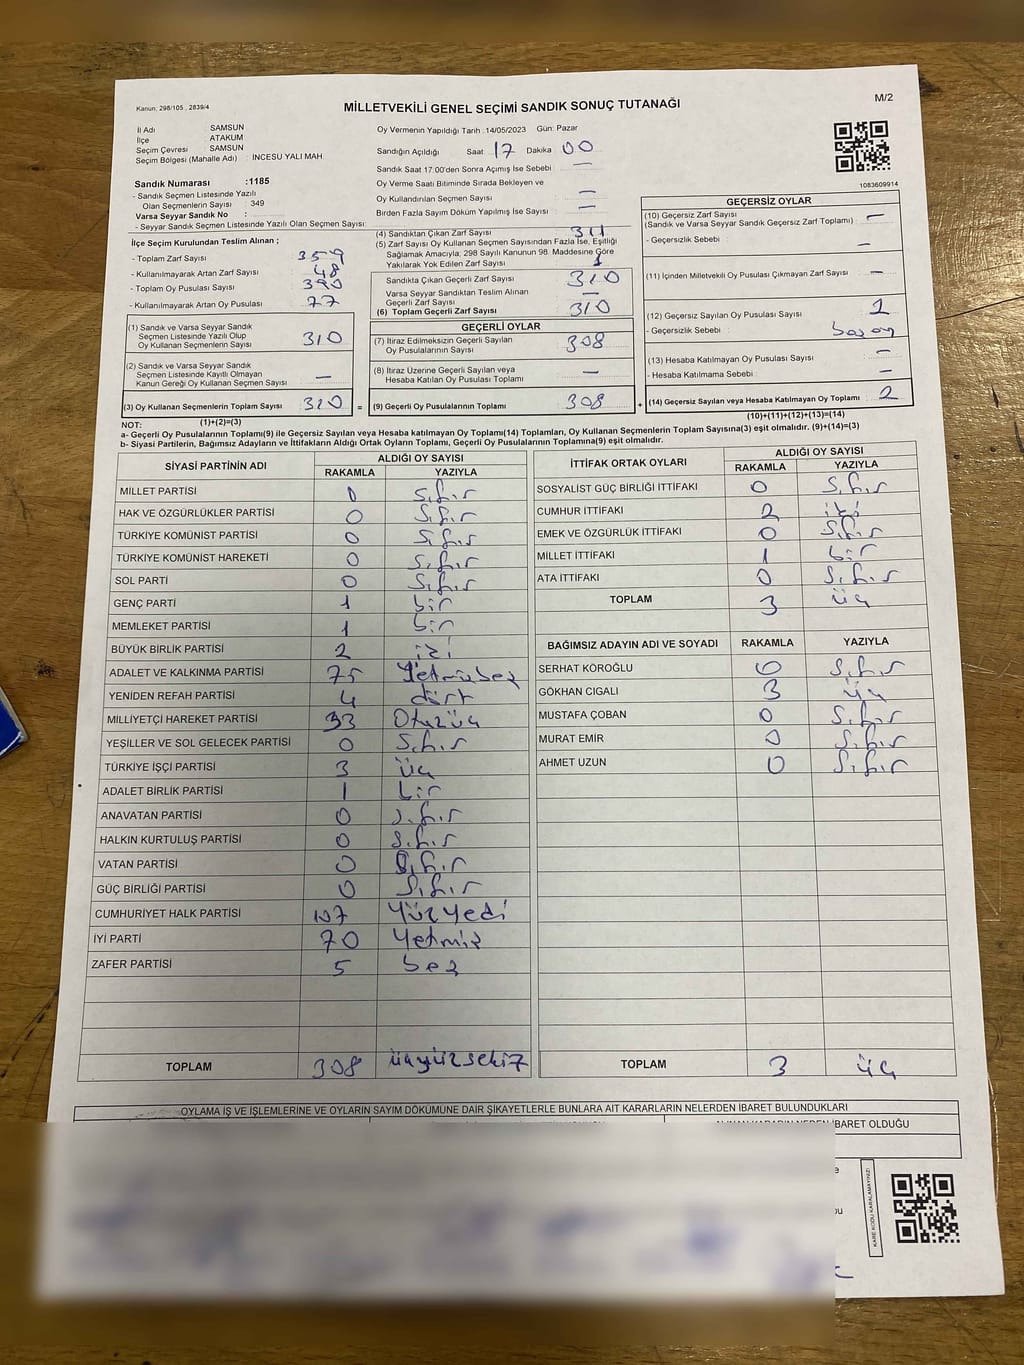 Kanun: 298/105 , 2839/4
MİLLETVEKİLİ GENEL SEÇİMİ SANDIK SONUÇ TUTANAĞI
M/2
İl Adı SAMSUN
İlçe ATAKUM
Seçim Çevresi SAMSUN
Seçim Bölgesi (Mahalle Adı) : İNCESU YALI MAH
Sandık Numarası :1185
- Sandık Seçmen Listesinde Yazılı
Olan Seçmenlerin Sayısı : 349
Varsa Seyyar Sandık No :
- Seyyar Sandık Seçmen Listesinde Yazılı Olan Seçmen Sayısı:
Oy Vermenin Yapıldığı Tarih :14/05/2023 Gün: Pazar
Sandığın Açıldığı Saat 17 Dakika 00
Sandık Saat 17:00'den Sonra Açımış İse Sebebi : —
Oy Verme Saati Bitiminde Sırada Bekleyen ve
Oy Kullandırılan Seçmen Sayısı : —
Birden Fazla Sayım Döküm Yapılmış İse Sayısı : —
1083609914
İlçe Seçim Kurulundan Teslim Alınan ;
- Toplam Zarf Sayısı : 359
- Kullanılmayarak Artan Zarf Sayısı : 48
- Toplam Oy Pusulası Sayısı : 390
- Kullanılmayarak Artan Oy Pusulası : 77
(4) Sandıktan Çıkan Zarf Sayısı : 311
(5) Zarf Sayısı Oy Kullanan Seçmen Sayısından Fazla İse, Eşitliği
Sağlamak Amacıyla; 298 Sayılı Kanunun 98. Maddesine Göre
Yakılarak Yok Edilen Zarf Sayısı : 1
Sandıkta Çıkan Geçerli Zarf Sayısı : 310
Varsa Seyyar Sandıktan Teslim Alınan
Geçerli Zarf Sayısı : —
(6) Toplam Geçerli Zarf Sayısı : 310
GEÇERSİZ OYLAR
(10) Geçersiz Zarf Sayısı : —
(Sandık ve Varsa Seyyar Sandık Geçersiz Zarf Toplamı)
- Geçersizlik Sebebi : —
(11) İçinden Milletvekili Oy Pusulası Çıkmayan Zarf Sayısı : —
(12) Geçersiz Sayılan Oy Pusulası Sayısı : 2
- Geçersizlik Sebebi :
(13) Hesaba Katılmayan Oy Pusulası Sayısı : —
- Hesaba Katılmama Sebebi : —
(14) Geçersiz Sayılan veya Hesaba Katılmayan Oy Toplamı : 2
(1) Sandık ve Varsa Seyyar Sandık
Seçmen Listesinde Yazılı Olup
Oy Kullanan Seçmenlerin Sayısı : 310
(2) Sandık ve Varsa Seyyar Sandık
Seçmen Listesinde Kayıtlı Olmayan
Kanun Gereği Oy Kullanan Seçmen Sayısı : —
(3) Oy Kullanan Seçmenlerin Toplam Sayısı : 310
GEÇERLİ OYLAR
(7) İtiraz Edilmeksizin Geçerli Sayılan
Oy Pusulalarının Sayısı : 308
(8) İtiraz Üzerine Geçerli Sayılan veya
Hesaba Katılan Oy Pusulası Toplamı : —
= (9) Geçerli Oy Pusulalarının Toplamı : 308 +
(1)+(2)=(3)
(10)+(11)+(12)+(13)=(14)
NOT:
a- Geçerli Oy Pusulalarının Toplamı(9) ile Geçersiz Sayılan veya Hesaba katılmayan Oy Toplamı(14) Toplamları, Oy Kullanan Seçmenlerin Toplam Sayısına(3) eşit olmalıdır. (9)+(14)=(3)
b- Siyasi Partilerin, Bağımsız Adayların ve İttifakların Aldığı Ortak Oyların Toplamı, Geçerli Oy Pusulalarının Toplamına(9) eşit olmalıdır.
SİYASİ PARTİNİN ADI ALDIĞI OY SAYISI
RAKAMLA YAZIYLA
MİLLET PARTİSİ 0 sıfır
HAK VE ÖZGÜRLÜKLER PARTİSİ 0 sıfır
TÜRKİYE KOMÜNİST PARTİSİ 0 sıfır
TÜRKİYE KOMÜNİST HAREKETİ 0 sıfır
SOL PARTİ 0 sıfır
GENÇ PARTİ 1 bir
MEMLEKET PARTİSİ 1 bir
BÜYÜK BİRLİK PARTİSİ 2 iki
ADALET VE KALKINMA PARTİSİ 75 Yetmişbeş
YENİDEN REFAH PARTİSİ 4 dört
MİLLİYETÇİ HAREKET PARTİSİ 33 Otuzüç
YEŞİLLER VE SOL GELECEK PARTİSİ 0 sıfır
TÜRKİYE İŞÇİ PARTİSİ 3 üç
ADALET BİRLİK PARTİSİ 1 bir
ANAVATAN PARTİSİ 0 sıfır
HALKIN KURTULUŞ PARTİSİ 0 sıfır
VATAN PARTİSİ 0 sıfır
GÜÇ BİRLİĞİ PARTİSİ 0 sıfır
CUMHURİYET HALK PARTİSİ 107 Yüzyedi
İYİ PARTİ 70 Yetmiş
ZAFER PARTİSİ 5 beş
TOPLAM 308 üçyüzsekiz
İTTİFAK ORTAK OYLARI ALDIĞI OY SAYISI
RAKAMLA YAZIYLA
SOSYALİST GÜÇ BİRLİĞİ İTTİFAKI 0 sıfır
CUMHUR İTTİFAKI 2 iki
EMEK VE ÖZGÜRLÜK İTTİFAKI 0 sıfır
MİLLET İTTİFAKI 1 bir
ATA İTTİFAKI 0 sıfır
TOPLAM 3 üç
BAĞIMSIZ ADAYIN ADI VE SOYADI RAKAMLA YAZIYLA
SERHAT KÖROĞLU 0 sıfır
GÖKHAN CIGALI 3 üç
MUSTAFA ÇOBAN 0 sıfır
MURAT EMİR 0 sıfır
AHMET UZUN 0 sıfır
TOPLAM 3 üç
OYLAMA İŞ VE İŞLEMLERİNE VE OYLARIN SAYIM DÖKÜMÜNE DAİR ŞİKAYETLERLE BUNLARA AİT KARARLARIN NELERDEN İBARET BULUNDUKLARI
ALINAN KARARIN NEDEN İBARET OLDUĞU
KARE KODU KARALAMAYINIZ!